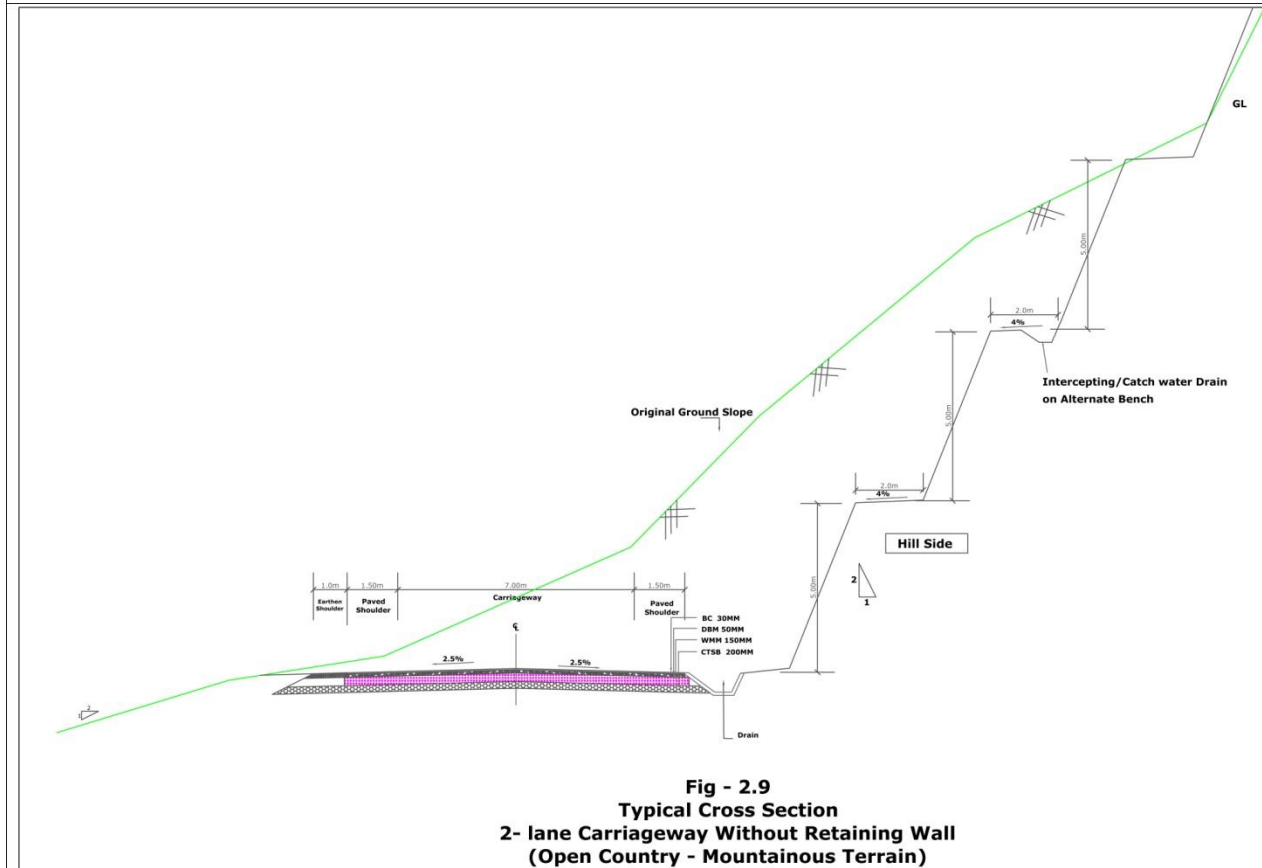 GL
5.00m
2.0m
4%
Intercepting/Catch water Drain
on Alternate Bench
Original Ground Slope
5.00m
2.0m
4%
Hill Side
2
1
5.00m
1.0m
1.50m
7.00m
1.50m
Earthen
Shoulder
Paved
Shoulder
Carriageway
Paved
Shoulder
BC 30MM
DBM 50MM
WMM 150MM
CTSB 200MM
℄
2.5%
2.5%
2
1
Drain
Fig - 2.9
Typical Cross Section
2- lane Carriageway Without Retaining Wall
(Open Country - Mountainous Terrain)